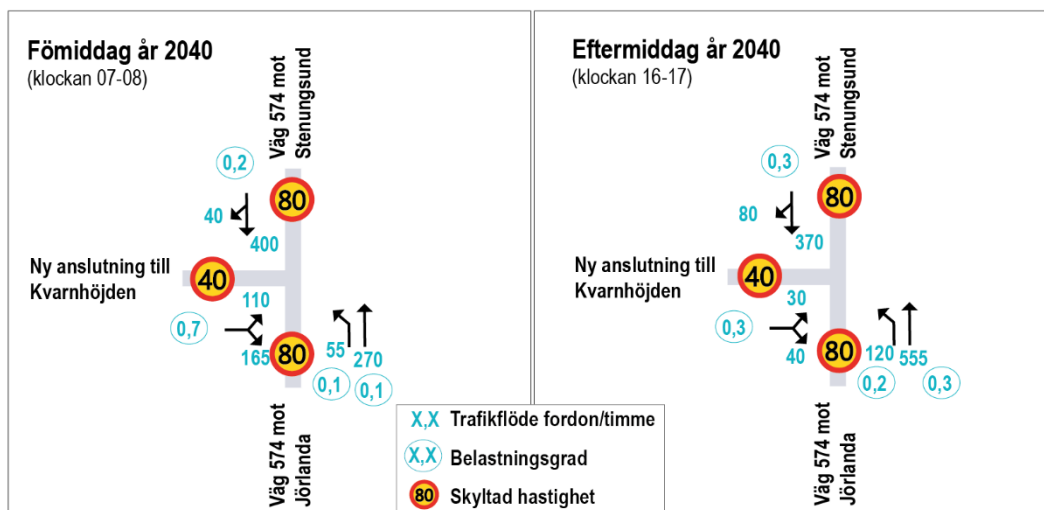 Fömiddag år 2040
(klockan 07-08)
Väg 574 mot
Stenungsund
0,2
80
40
400
Ny anslutning till
Kvarnhöjden
40
110
0,7
165
80
55
270
0,1
0,1
Väg 574 mot
Jörlanda
Eftermiddag år 2040
(klockan 16-17)
Väg 574 mot
Stenungsund
0,3
80
80
370
Ny anslutning till
Kvarnhöjden
40
30
0,3
40
80
120
555
0,2
0,3
Väg 574 mot
Jörlanda
X,X Trafikflöde fordon/timme
X,X Belastningsgrad
80 Skyltad hastighet